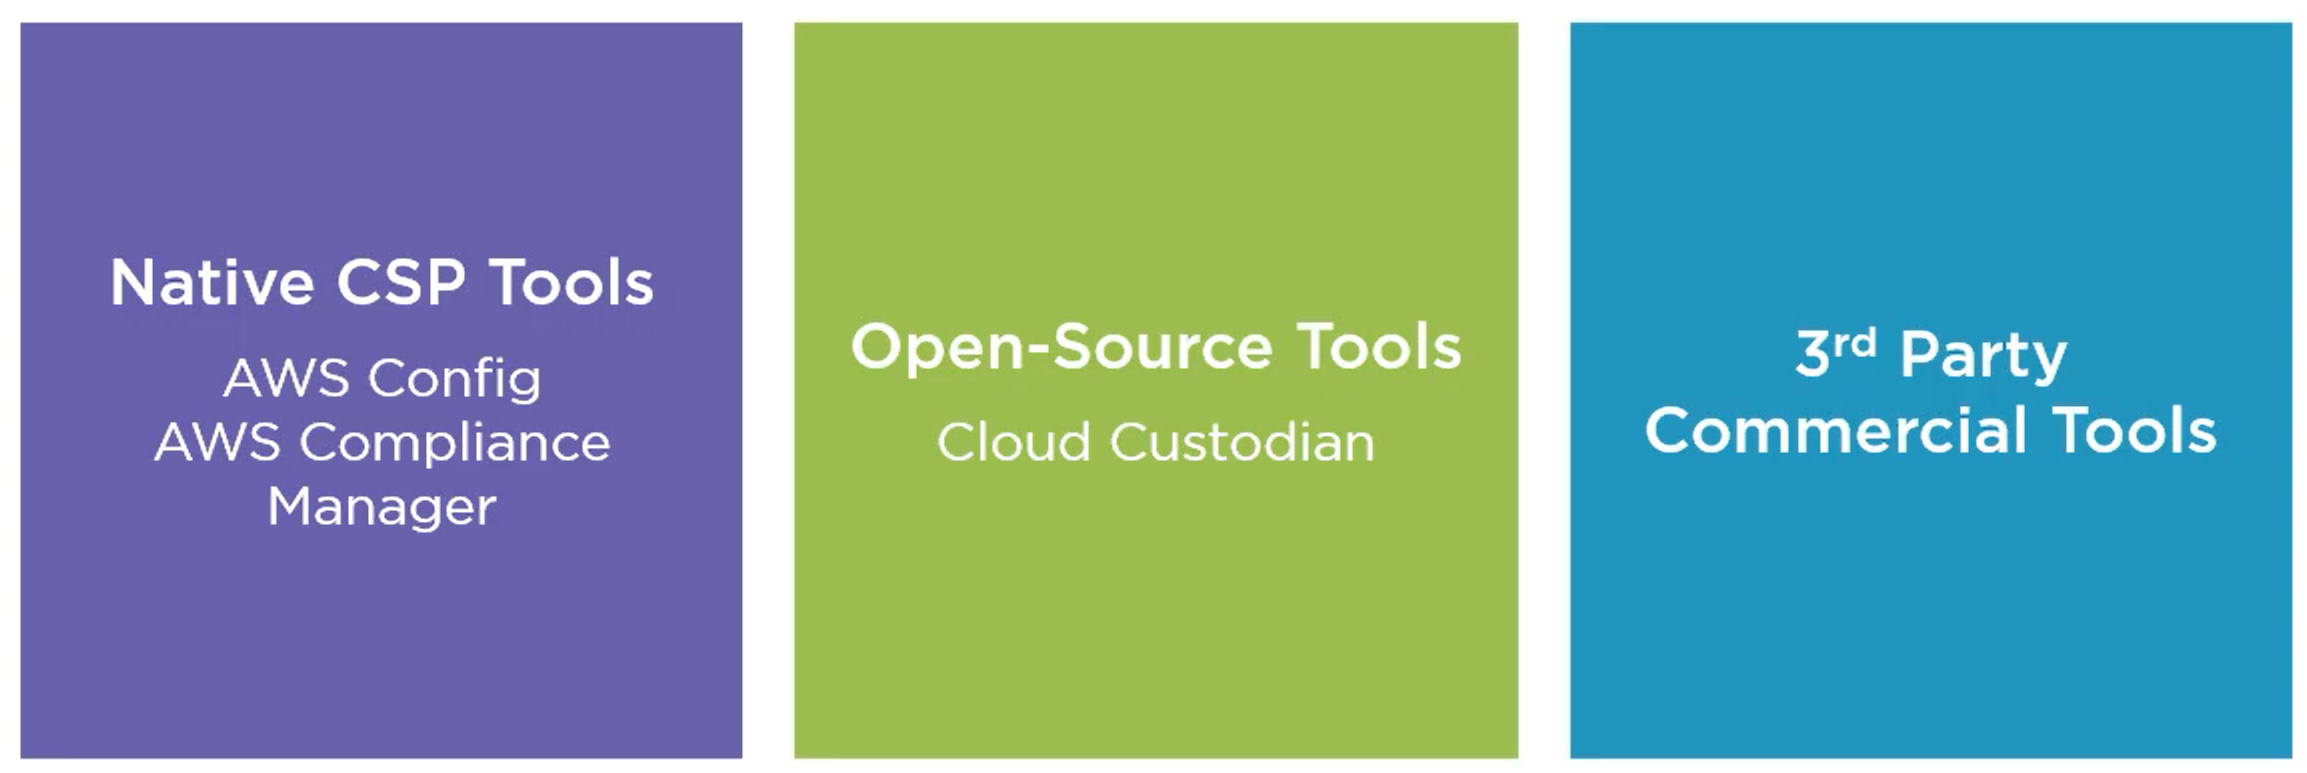 Native CSP Tools
AWS Config
AWS Compliance
Manager
Open-Source Tools
Cloud Custodian
3rd Party
Commercial Tools